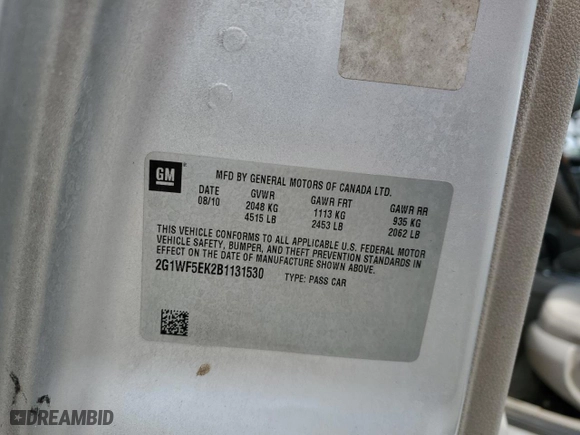 GM
MFD BY GENERAL MOTORS OF CANADA LTD.
DATE GVWR GAWR FRT GAWR RR
08/10 2048 KG 1113 KG 935 KG
4515 LB 2453 LB 2062 LB
THIS VEHICLE CONFORMS TO ALL APPLICABLE U.S. FEDERAL MOTOR
VEHICLE SAFETY, BUMPER, AND THEFT PREVENTION STANDARDS IN
EFFECT ON THE DATE OF MANUFACTURE SHOWN ABOVE.
2G1WF5EK2B1131530 TYPE: PASS CAR
DREAMBID